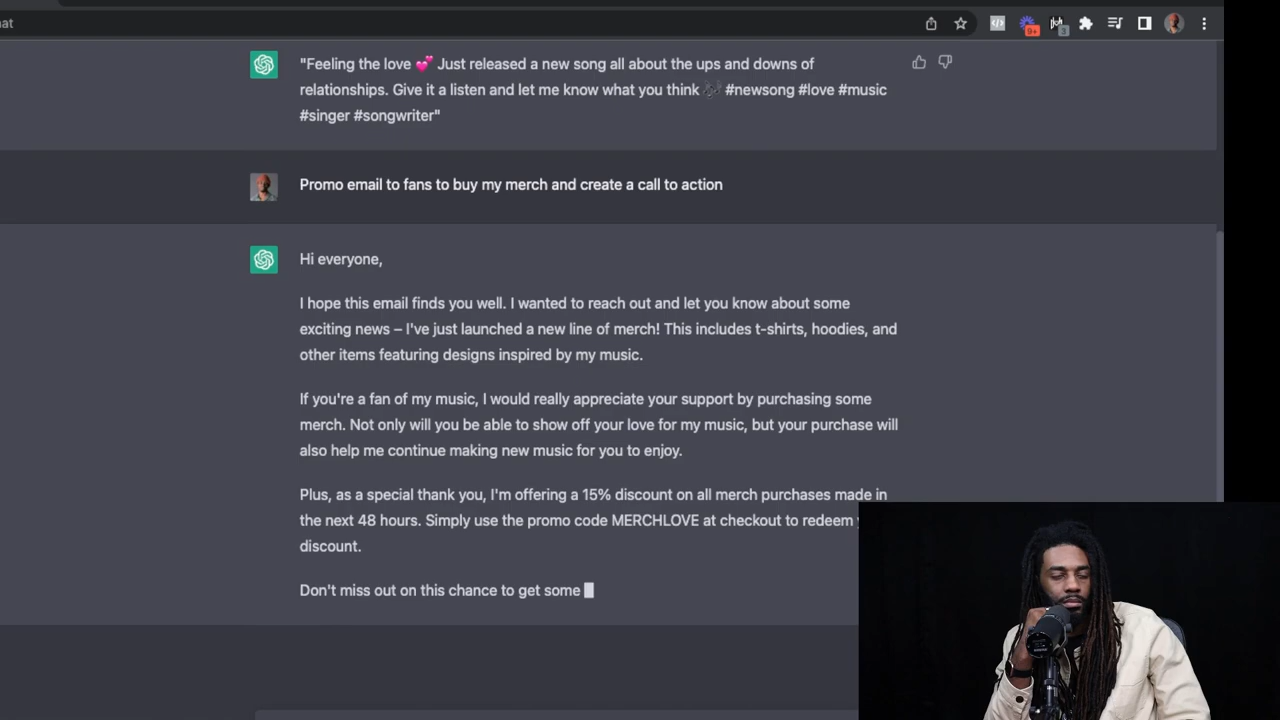 nat
9+
3
"Feeling the love 💕 Just released a new song all about the ups and downs of
relationships. Give it a listen and let me know what you think 🎶 #newsong #love #music
#singer #songwriter"
Promo email to fans to buy my merch and create a call to action
Hi everyone,
I hope this email finds you well. I wanted to reach out and let you know about some
exciting news – I've just launched a new line of merch! This includes t-shirts, hoodies, and
other items featuring designs inspired by my music.
If you're a fan of my music, I would really appreciate your support by purchasing some
merch. Not only will you be able to show off your love for my music, but your purchase will
also help me continue making new music for you to enjoy.
Plus, as a special thank you, I'm offering a 15% discount on all merch purchases made in
the next 48 hours. Simply use the promo code MERCHLOVE at checkout to redeem
discount.
Don't miss out on this chance to get some